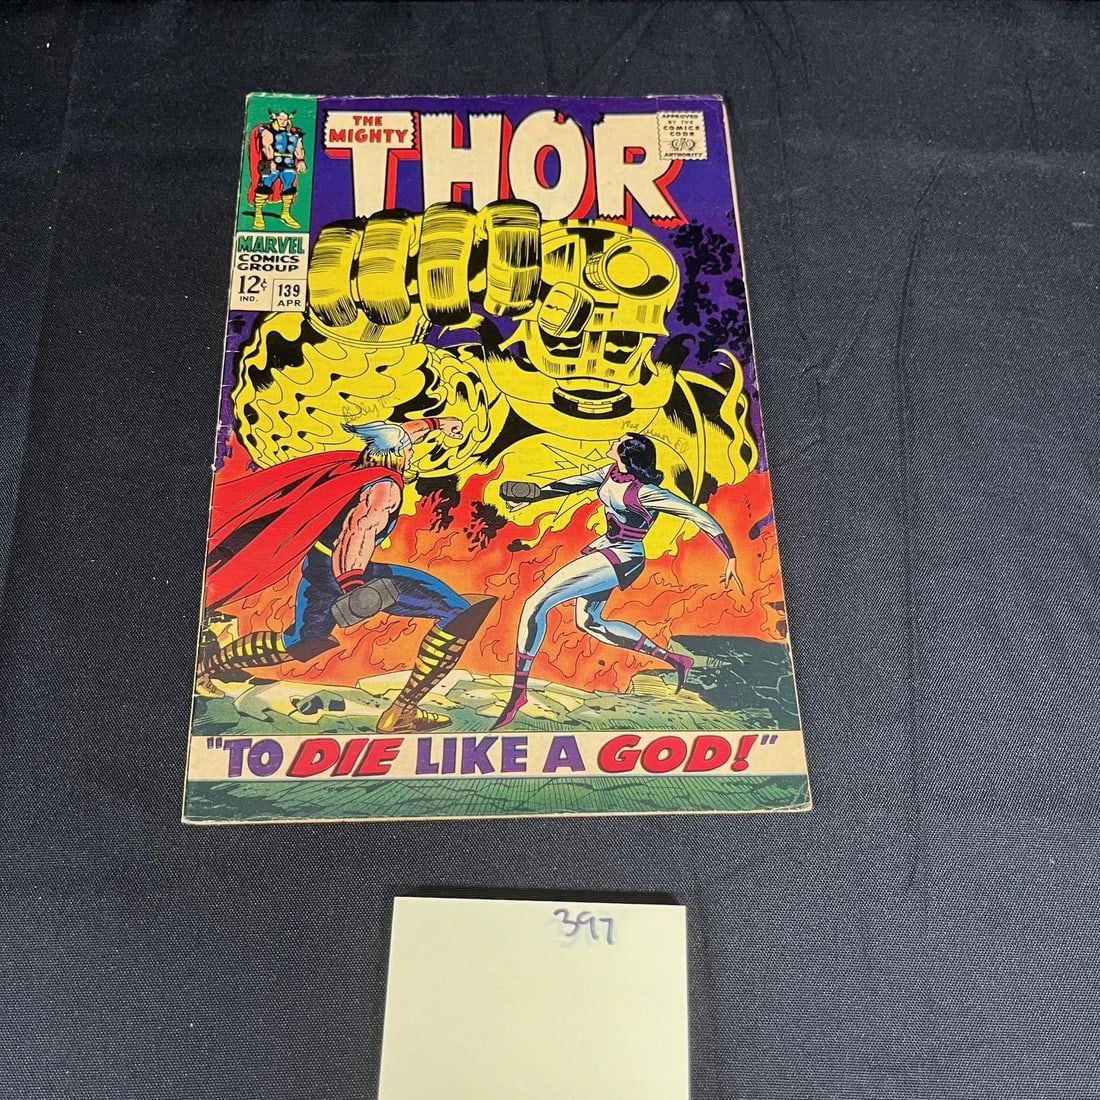 THE
MIGHTY
THOR
APPROVED
BY THE
COMICS
CODE
AUTHORITY
MARVEL
COMICS
GROUP
12¢
IND.
139
APR
"TO DIE LIKE A GOD!"
397